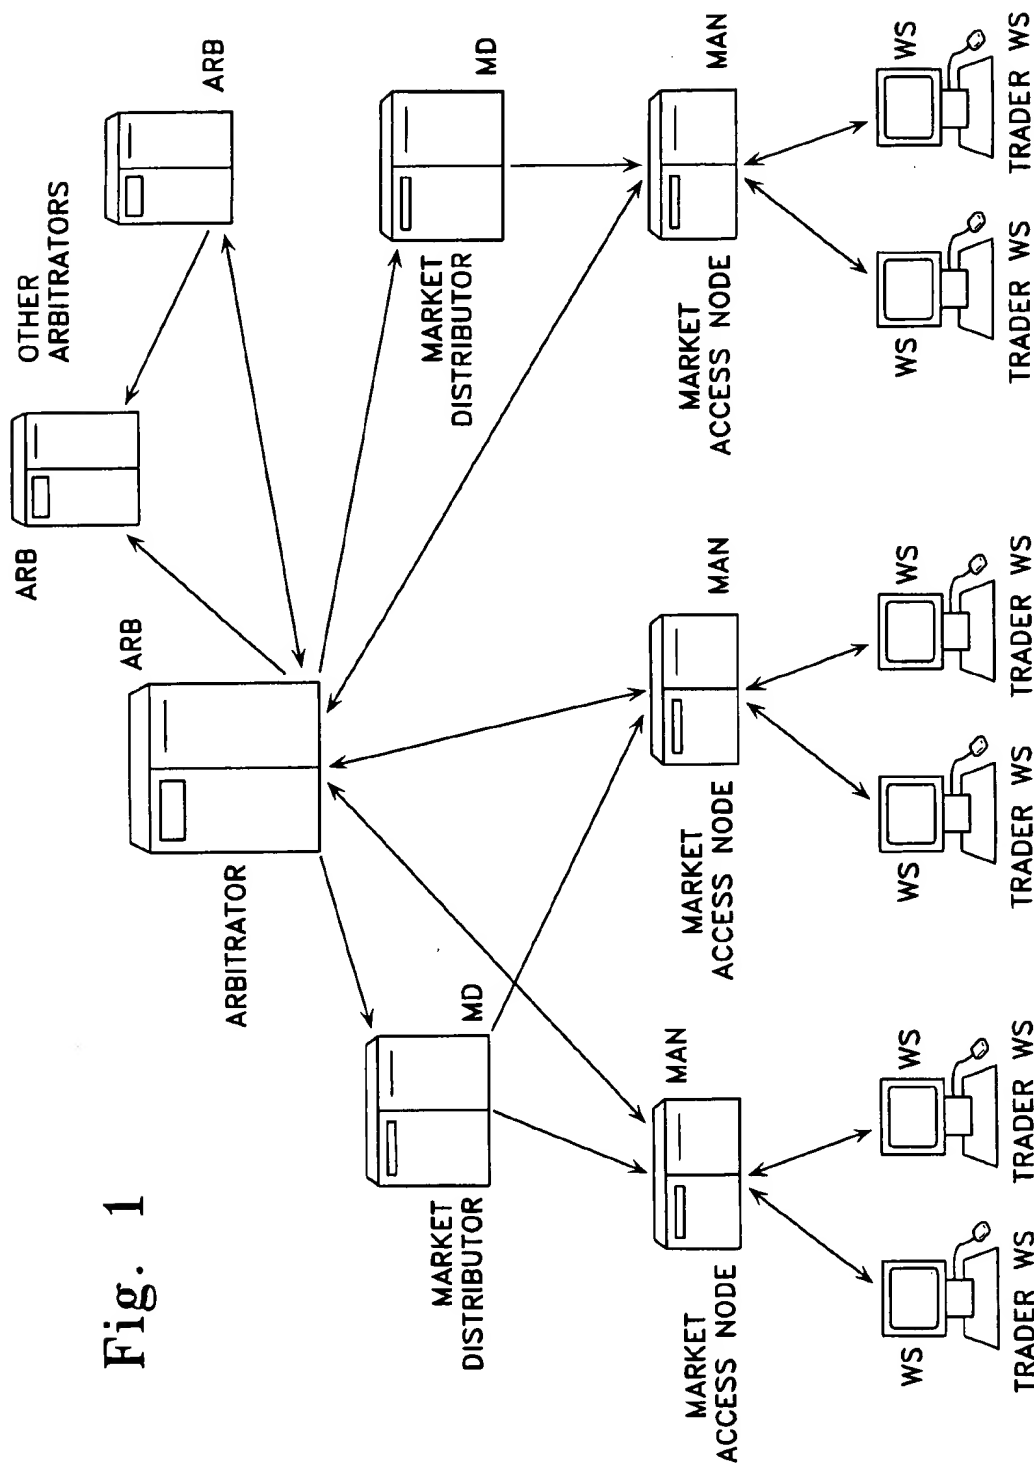 Fig. 1
ARB
OTHER
ARBITRATORS
ARB
ARB
ARBITRATOR
MARKET
DISTRIBUTOR
MD
MARKET
DISTRIBUTOR
MD
MARKET
ACCESS NODE
MAN
MARKET
ACCESS NODE
MAN
MARKET
ACCESS NODE
MAN
WS
WS
WS
WS
WS
WS
TRADER WS
TRADER WS
TRADER WS
TRADER WS
TRADER WS
TRADER WS